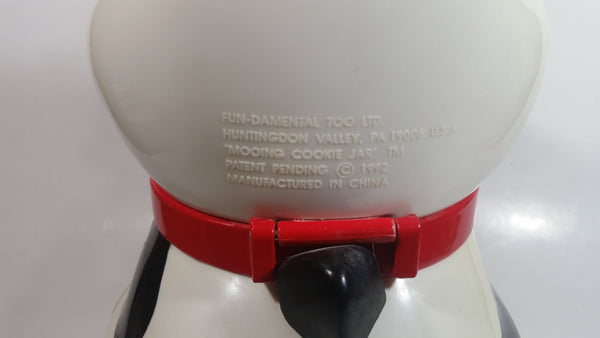 FUN-DAMENTAL TOO LTD.
HUNTINGDON VALLEY, PA 19006 U.S.A.
"MOOING COOKIE JAR" TM
PATENT PENDING © 1992
MANUFACTURED IN CHINA